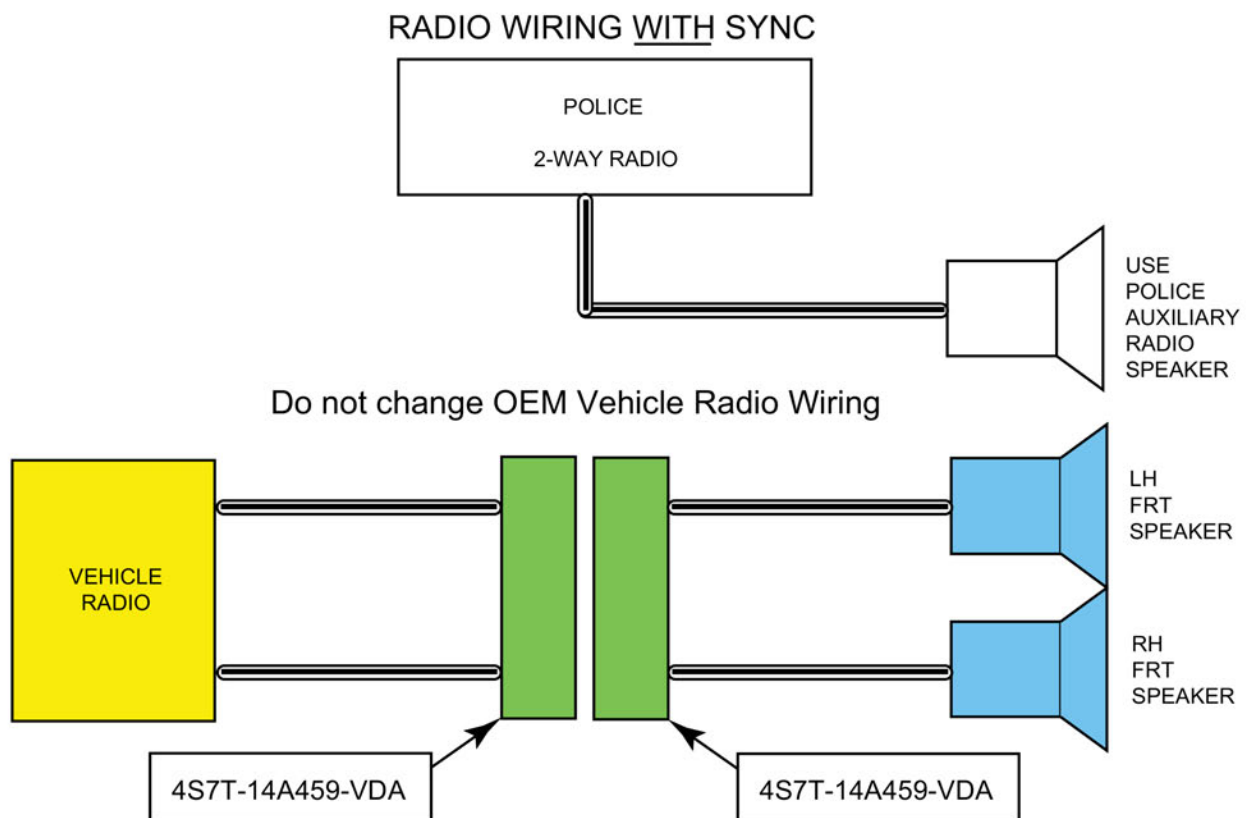 RADIO WIRING WITH SYNC
POLICE
2-WAY RADIO
USE
POLICE
AUXILIARY
RADIO
SPEAKER
Do not change OEM Vehicle Radio Wiring
VEHICLE
RADIO
LH
FRT
SPEAKER
RH
FRT
SPEAKER
4S7T-14A459-VDA
4S7T-14A459-VDA